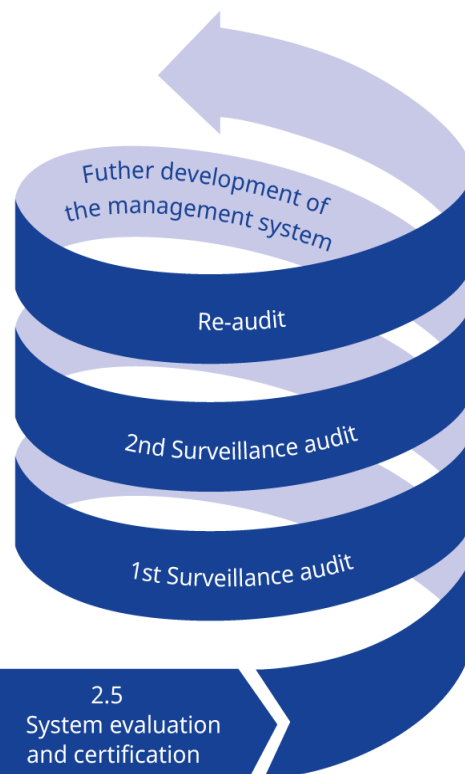 Futher development of
the management system
Re-audit
2nd Surveillance audit
1st Surveillance audit
2.5
System evaluation
and certification